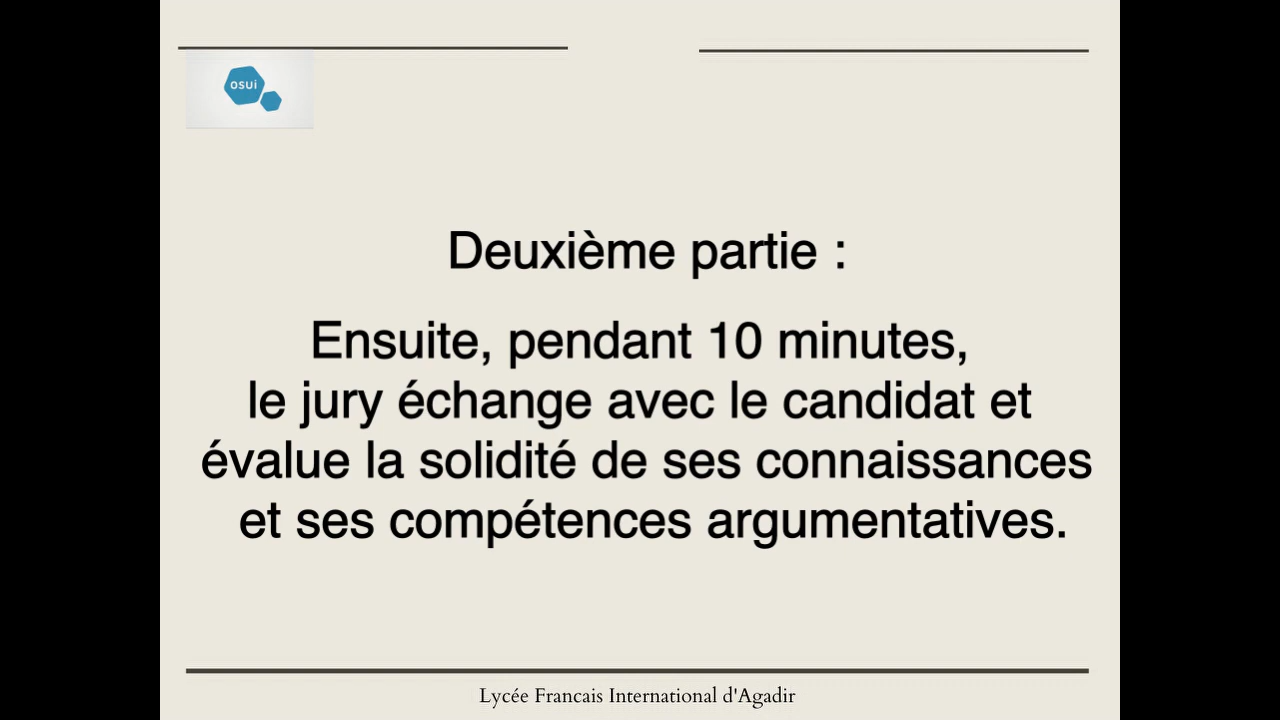 osui
Deuxième partie :
Ensuite, pendant 10 minutes,
le jury échange avec le candidat et
évalue la solidité de ses connaissances
et ses compétences argumentatives.
Lycée Francais International d'Agadir